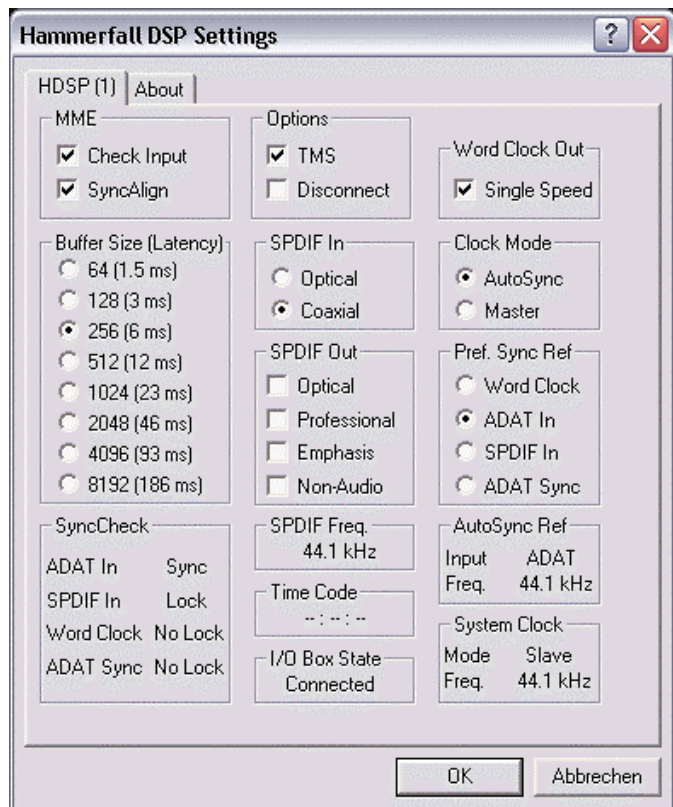 Hammerfall DSP Settings
HDSP (1)
About
MME
Check Input
SyncAlign
Options
TMS
Disconnect
Word Clock Out
Single Speed
Buffer Size (Latency)
64 (1.5 ms)
128 (3 ms)
256 (6 ms)
512 (12 ms)
1024 (23 ms)
2048 (46 ms)
4096 (93 ms)
8192 (186 ms)
SPDIF In
Optical
Coaxial
Clock Mode
AutoSync
Master
SPDIF Out
Optical
Professional
Emphasis
Non-Audio
Pref. Sync Ref
Word Clock
ADAT In
SPDIF In
ADAT Sync
SyncCheck
ADAT In Sync
SPDIF In Lock
Word Clock No Lock
ADAT Sync No Lock
SPDIF Freq.
44.1 kHz
Time Code
-- : -- : --
I/O Box State
Connected
AutoSync Ref
Input ADAT
Freq. 44.1 kHz
System Clock
Mode Slave
Freq. 44.1 kHz
OK
Abbrechen